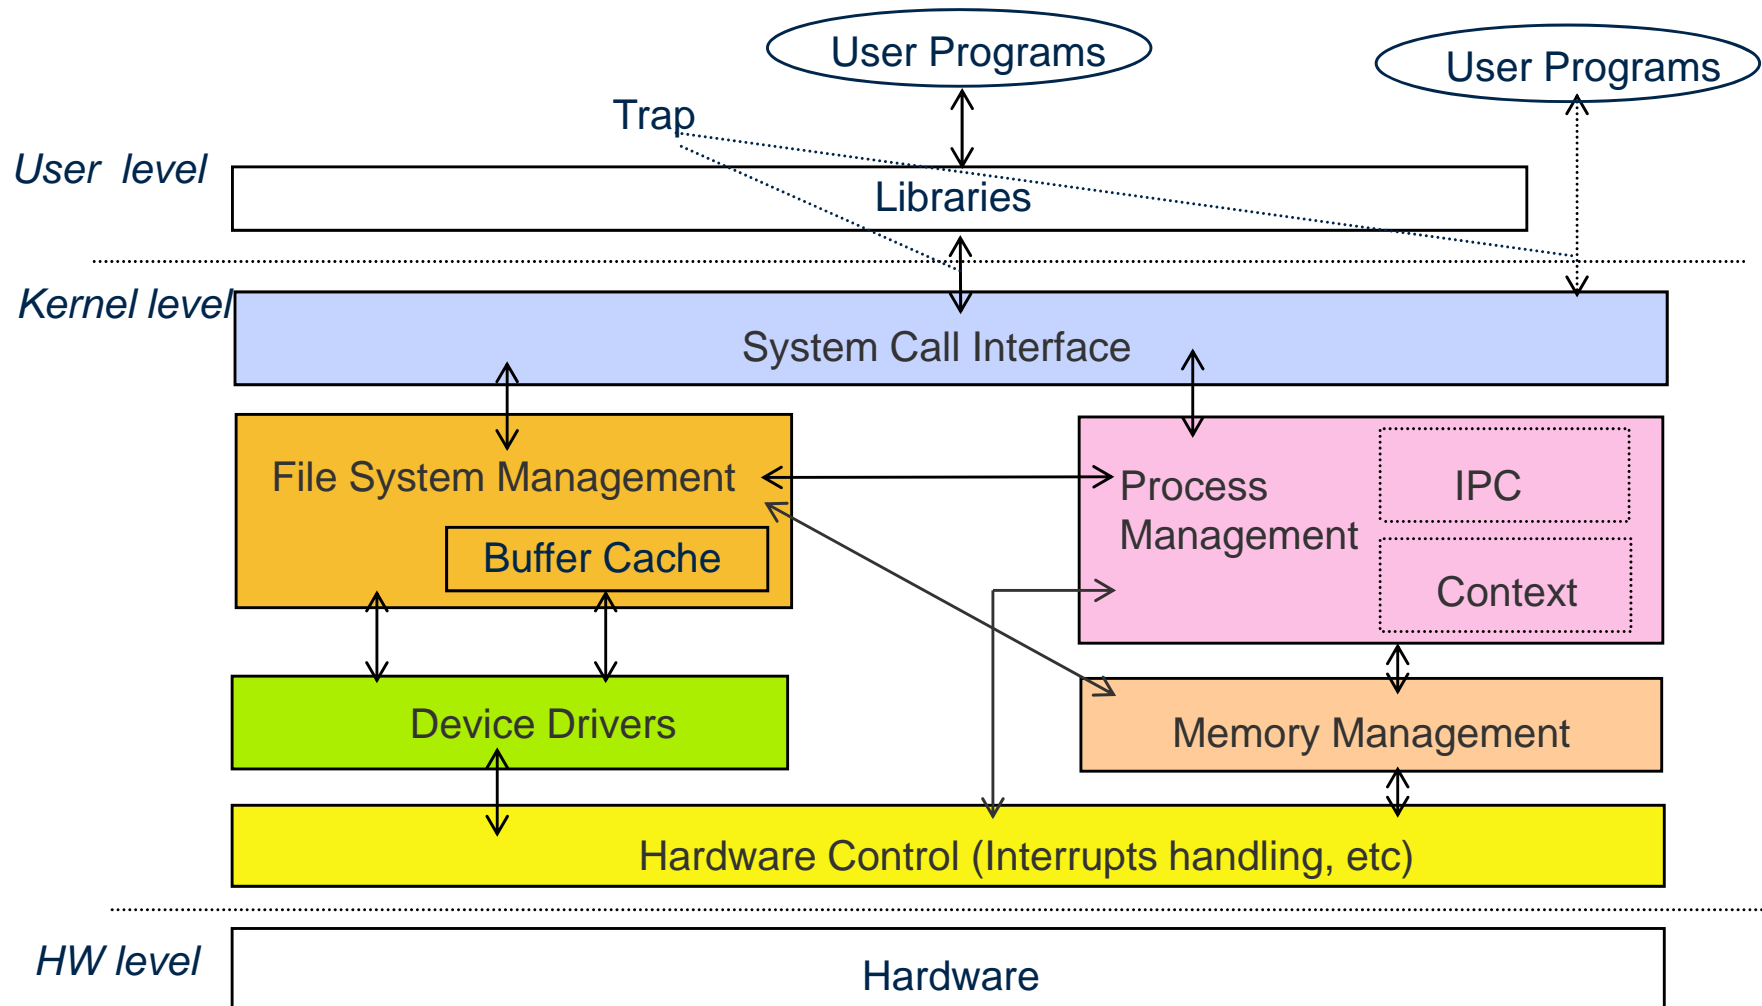 User Programs
User Programs
Trap
User level
Libraries
Kernel level
System Call Interface
File System Management
Process
Management
IPC
Buffer Cache
Context
Device Drivers
Memory Management
Hardware Control (Interrupts handling, etc)
HW level
Hardware